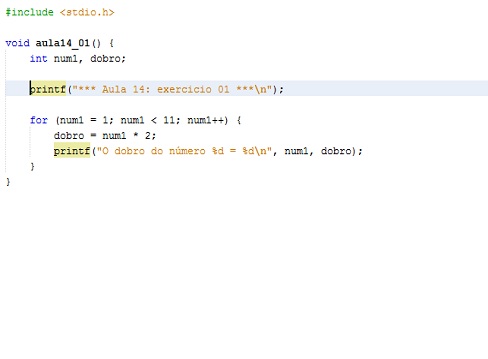 #include <stdio.h>
void aula14_01() {
int num1, dobro;
printf("*** Aula 14: exercicio 01 ***\n");
for (num1 = 1; num1 < 11; num1++) {
dobro = num1 * 2;
printf("O dobro do número %d = %d\n", num1, dobro);
}
}